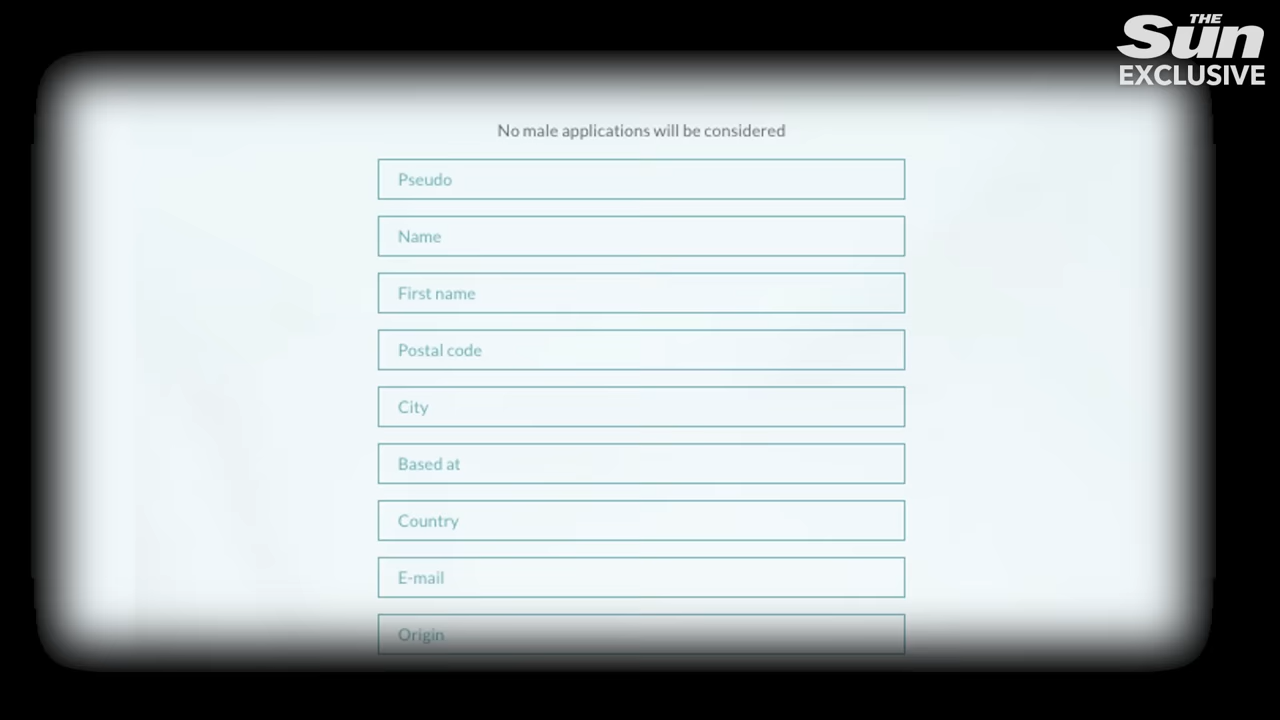 THE
Sun
EXCLUSIVE
No male applications will be considered
Pseudo
Name
First name
Postal code
City
Based at
Country
E-mail
Origin